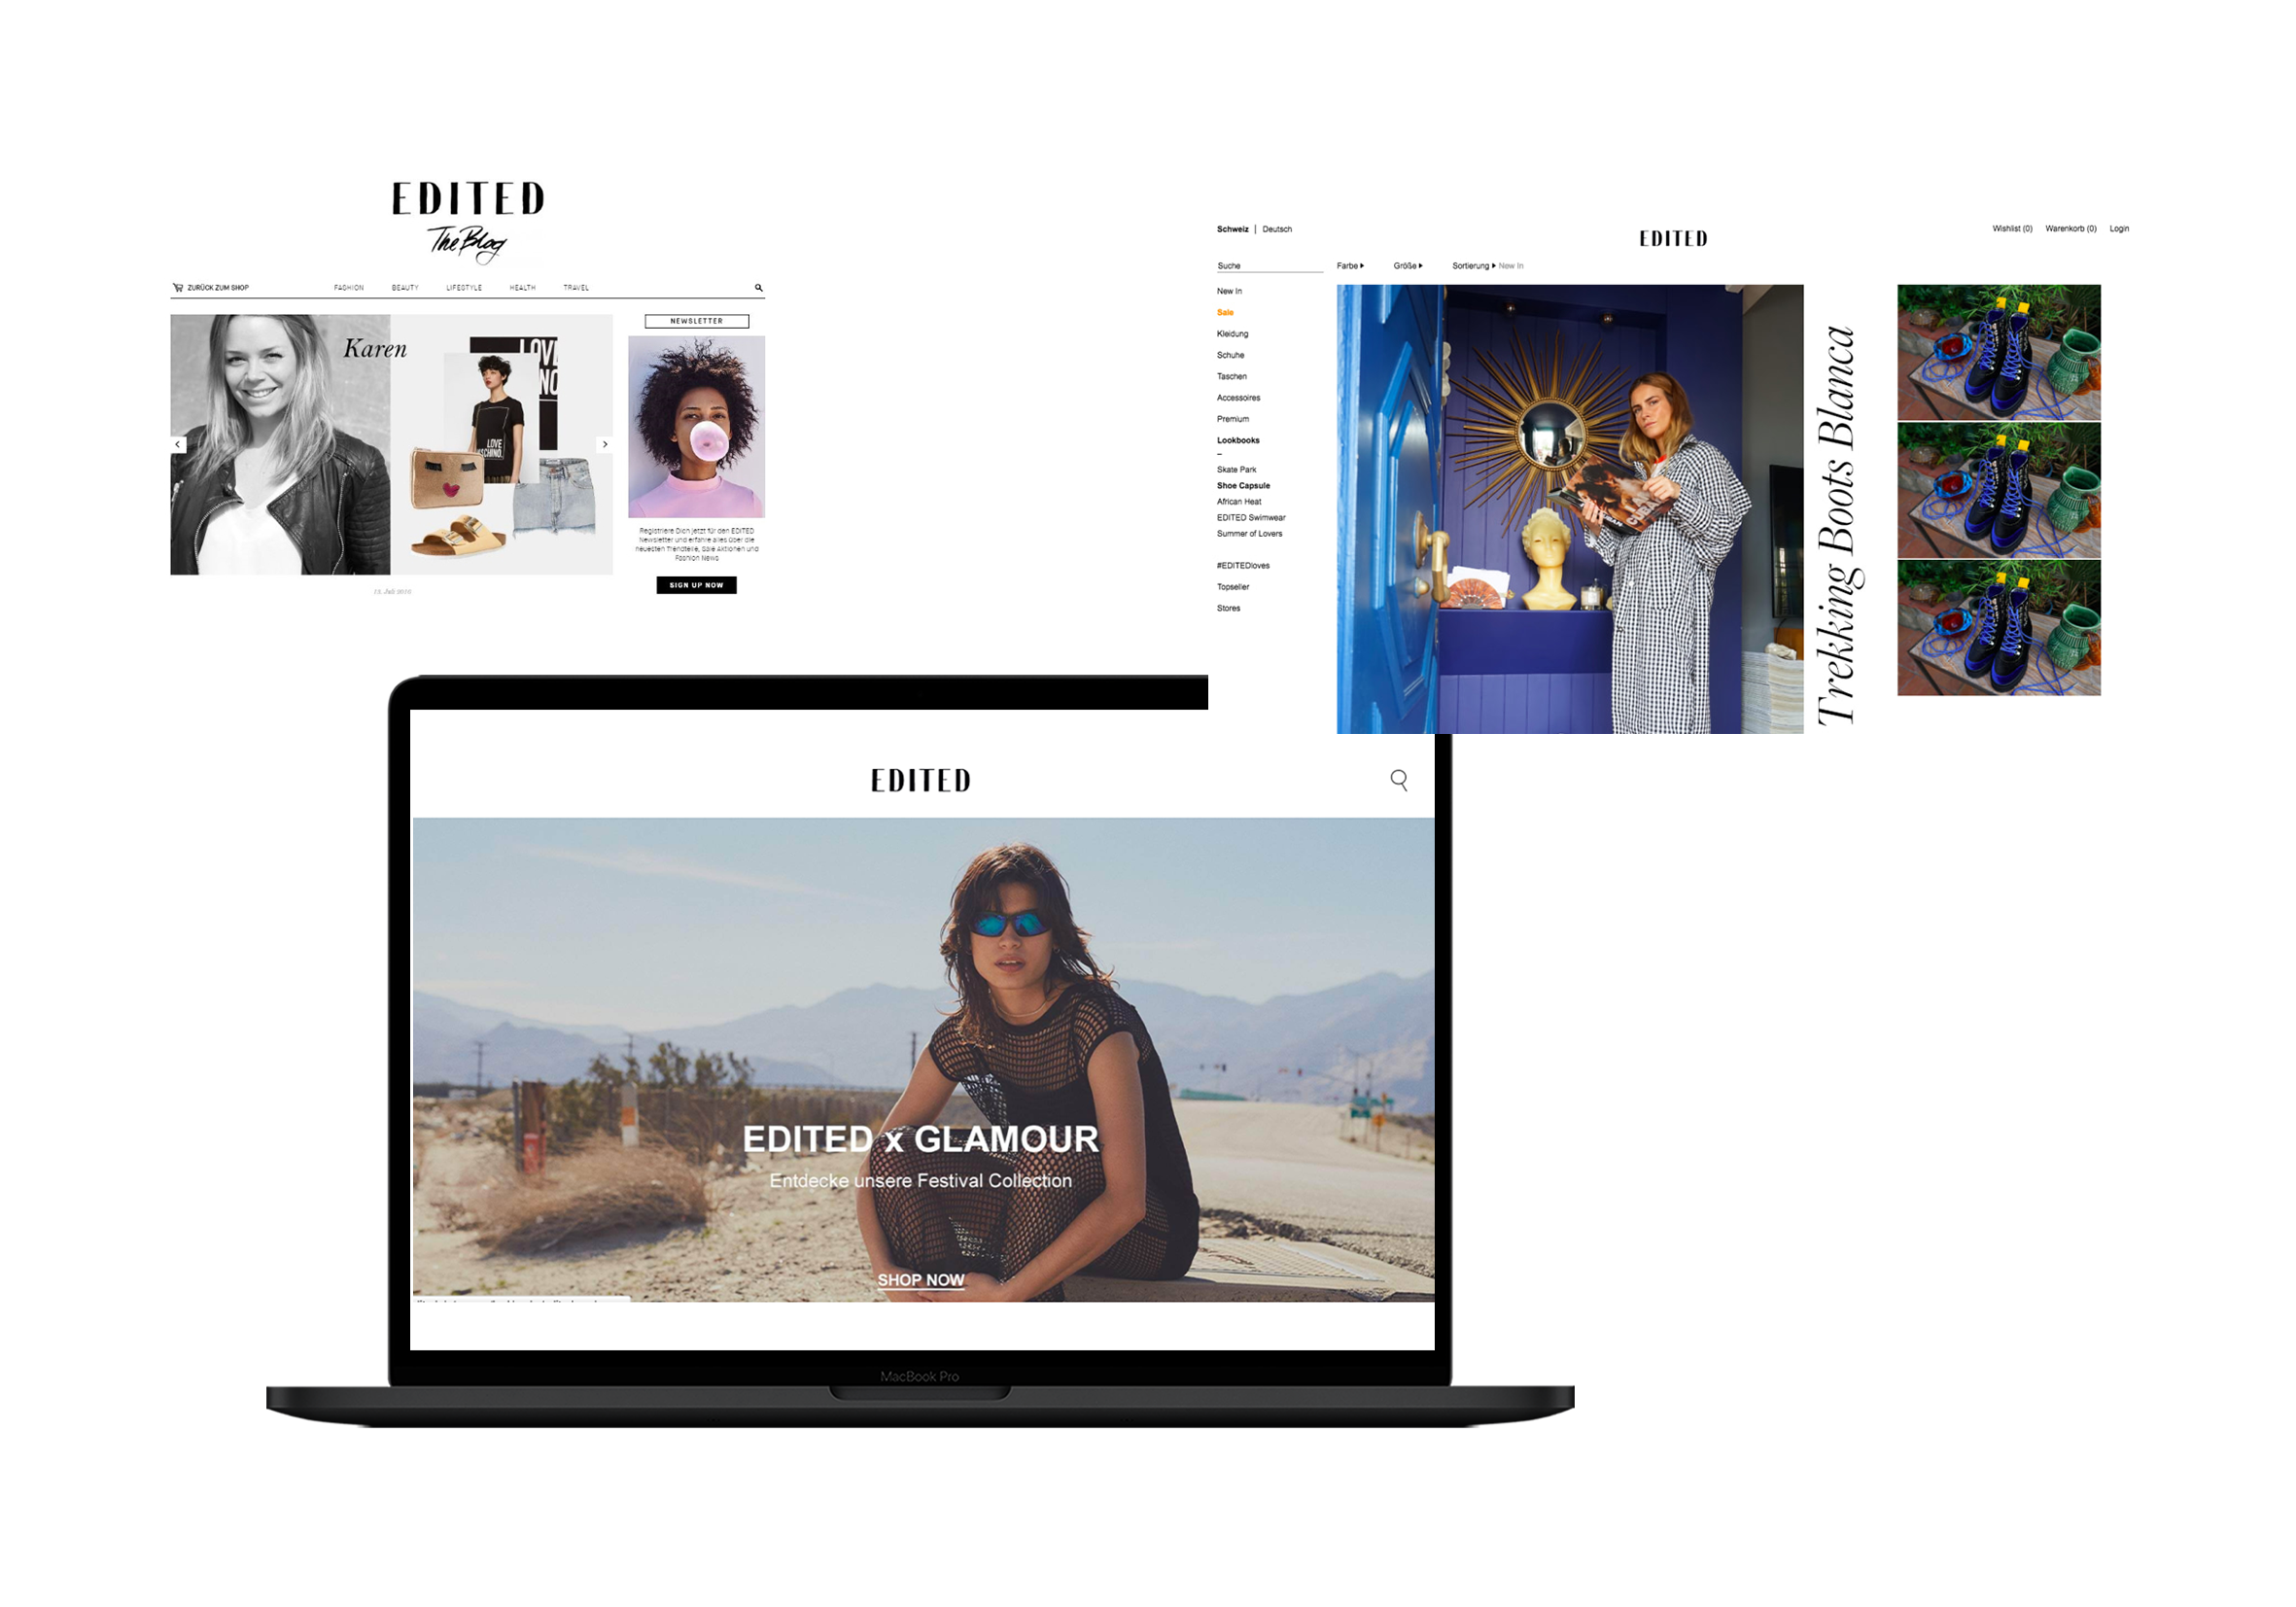 EDITED
The Blog
ZURÜCK ZUM SHOP
FASHION
BEAUTY
LIFESTYLE
HEALTH
TRAVEL
Karen
NEWSLETTER
LOVE
Registriere Dich jetzt für den EDITED
Newsletter und erfahre alles über die
neuesten Trendteile, Sale Aktionen und
Fashion News
SIGN UP NOW
Schweiz | Deutsch
EDITED
Wishlist (0)
Warenkorb (0)
Login
Suche
Farbe
Größe
Sortierung
New In
New In
Sale
Kleidung
Schuhe
Taschen
Accessoires
Premium
Lookbooks
–
Skate Park
Shoe Capsule
African Heat
EDITED Swimwear
Summer of Lovers
#EDITEDloves
Topseller
Stores
Trekking Boots Blanca
EDITED
EDITED x GLAMOUR
Entdecke unsere Festival Collection
SHOP NOW
MacBook Pro